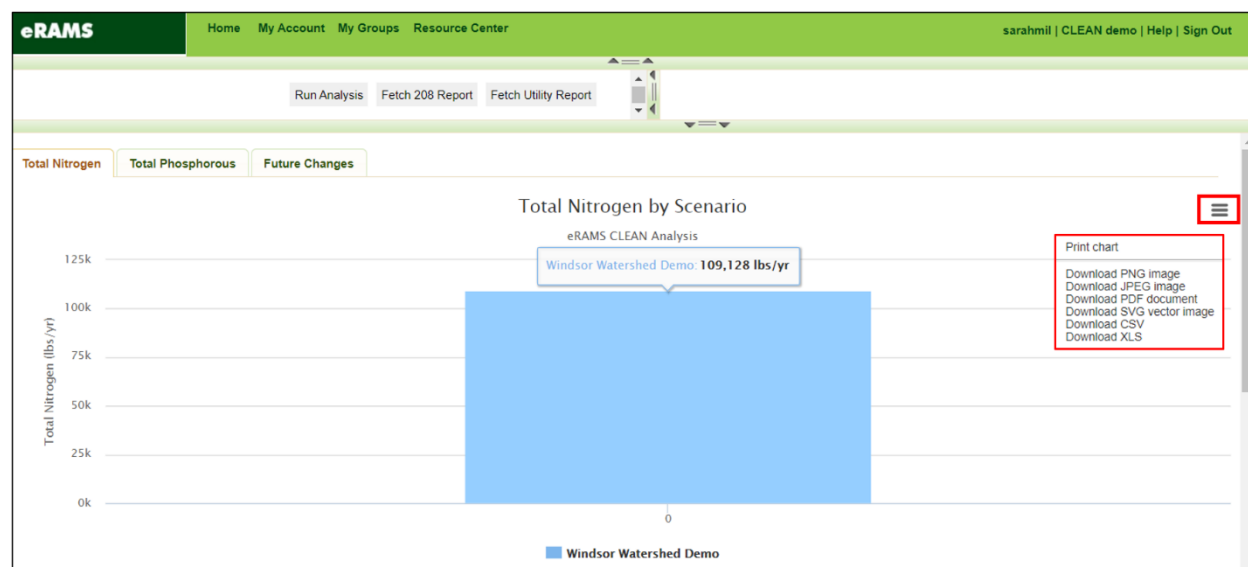 eRAMS
Home My Account My Groups Resource Center
sarahmil | CLEAN demo | Help | Sign Out
Run Analysis Fetch 208 Report Fetch Utility Report
Total Nitrogen Total Phosphorous Future Changes
Total Nitrogen by Scenario
eRAMS CLEAN Analysis
Windsor Watershed Demo: 109,128 lbs/yr
Print chart
Download PNG image
Download JPEG image
Download PDF document
Download SVG vector image
Download CSV
Download XLS
Total Nitrogen (lbs/yr)
125k
100k
75k
50k
25k
0k
0
Windsor Watershed Demo